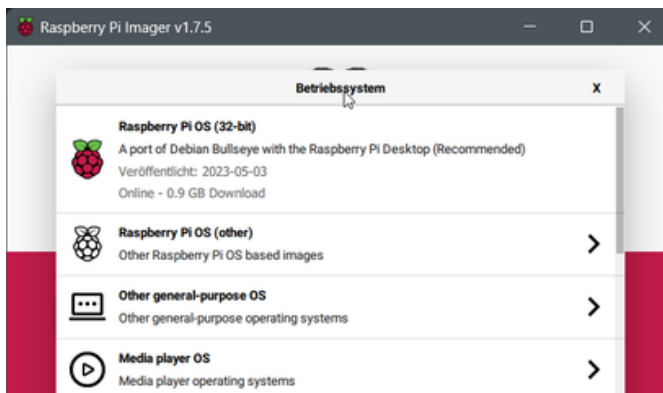 Raspberry Pi Imager v1.7.5
Betriebssystem X
Raspberry Pi OS (32-bit)
A port of Debian Bullseye with the Raspberry Pi Desktop (Recommended)
Veröffentlicht: 2023-05-03
Online - 0.9 GB Download
Raspberry Pi OS (other)
Other Raspberry Pi OS based images
Other general-purpose OS
Other general-purpose operating systems
Media player OS
Media player operating systems